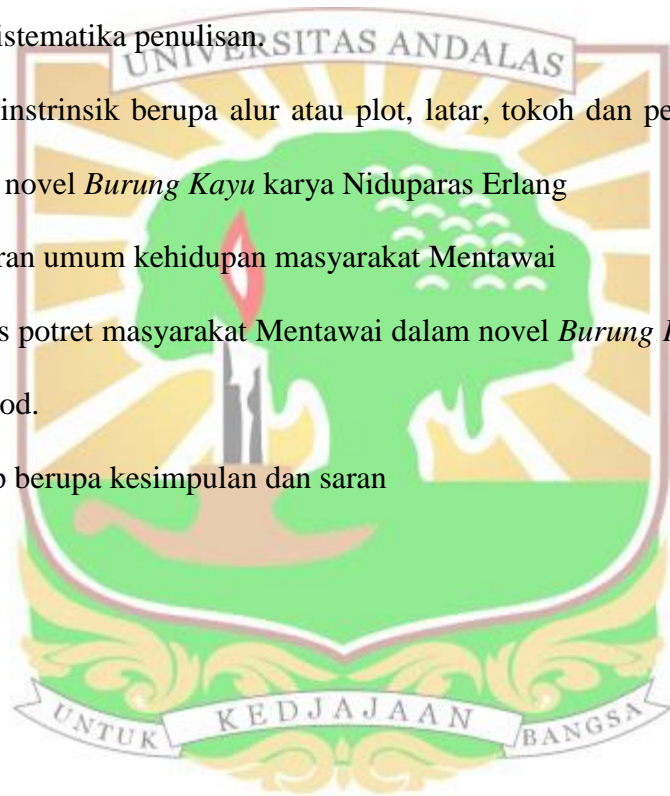 istematika penulisan.
UNIVERSITAS ANDALAS
instrinsik berupa alur atau plot, latar, tokoh dan pe
novel Burung Kayu karya Niduparas Erlang
ran umum kehidupan masyarakat Mentawai
s potret masyarakat Mentawai dalam novel Burung
od.
p berupa kesimpulan dan saran
UNTUK KEDJAJAAN BANGSA